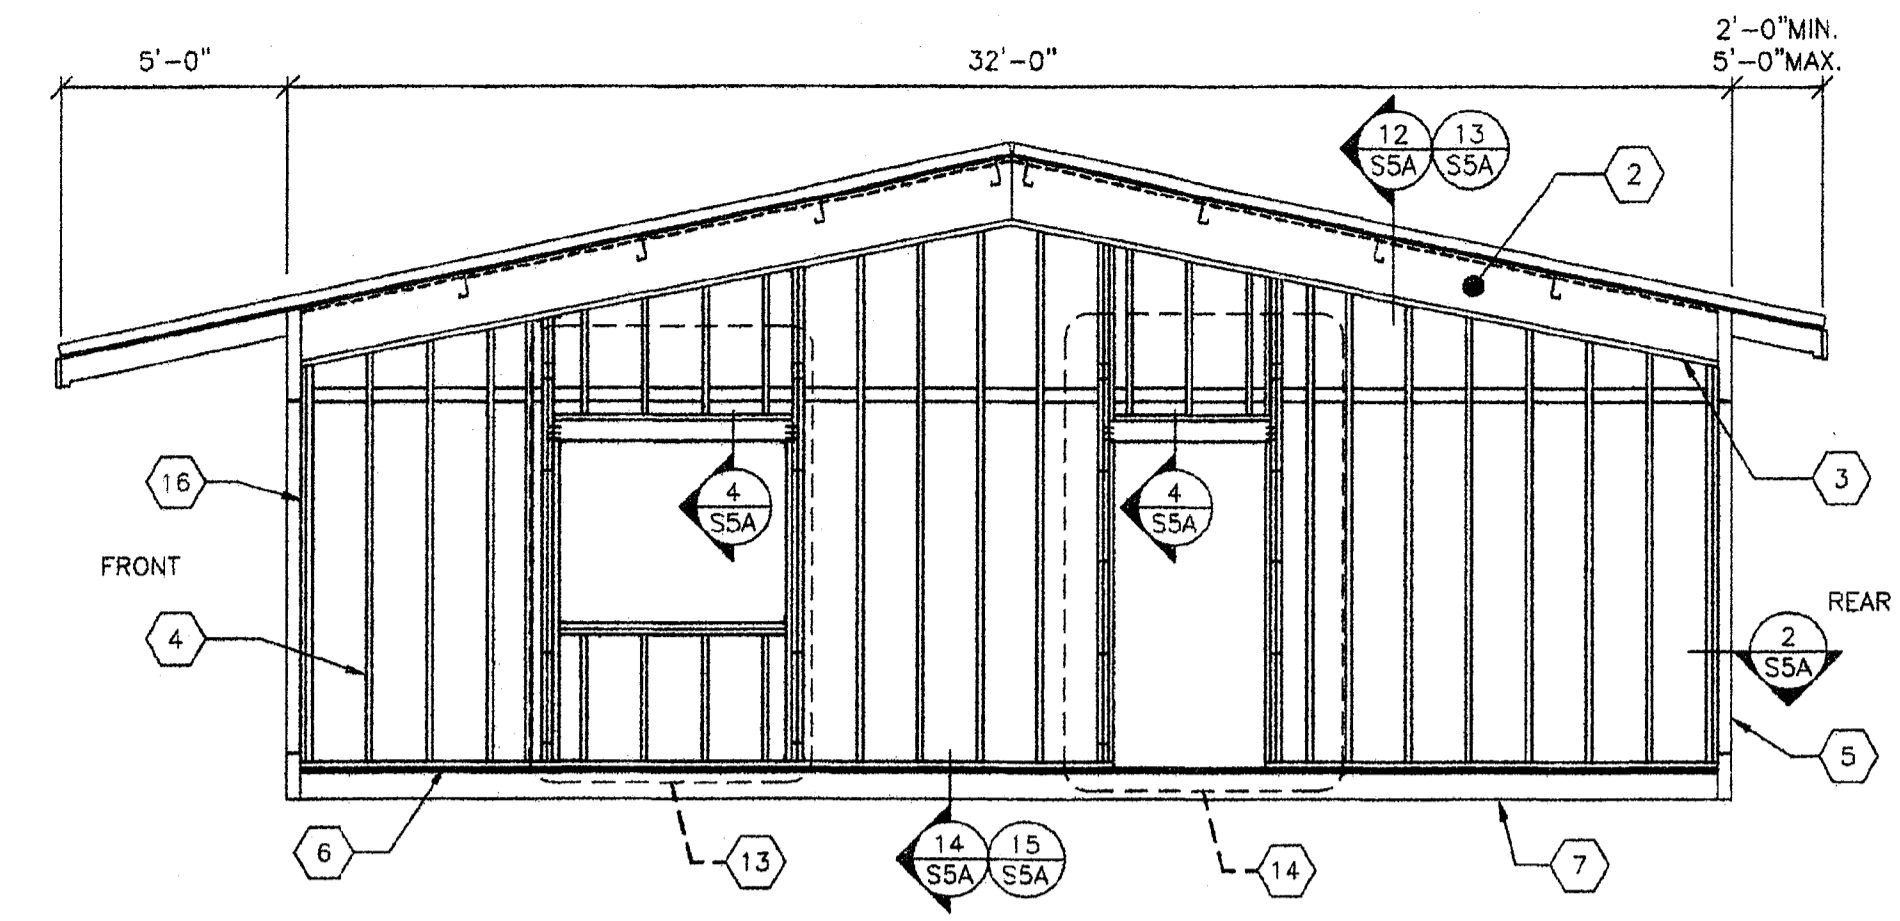 5'-0"
32'-0"
2'-0"MIN.
5'-0"MAX.
12
S5A
13
S5A
2
16
4
S5A
4
S5A
3
FRONT
REAR
4
2
S5A
5
6
13
14
S5A
15
S5A
14
7